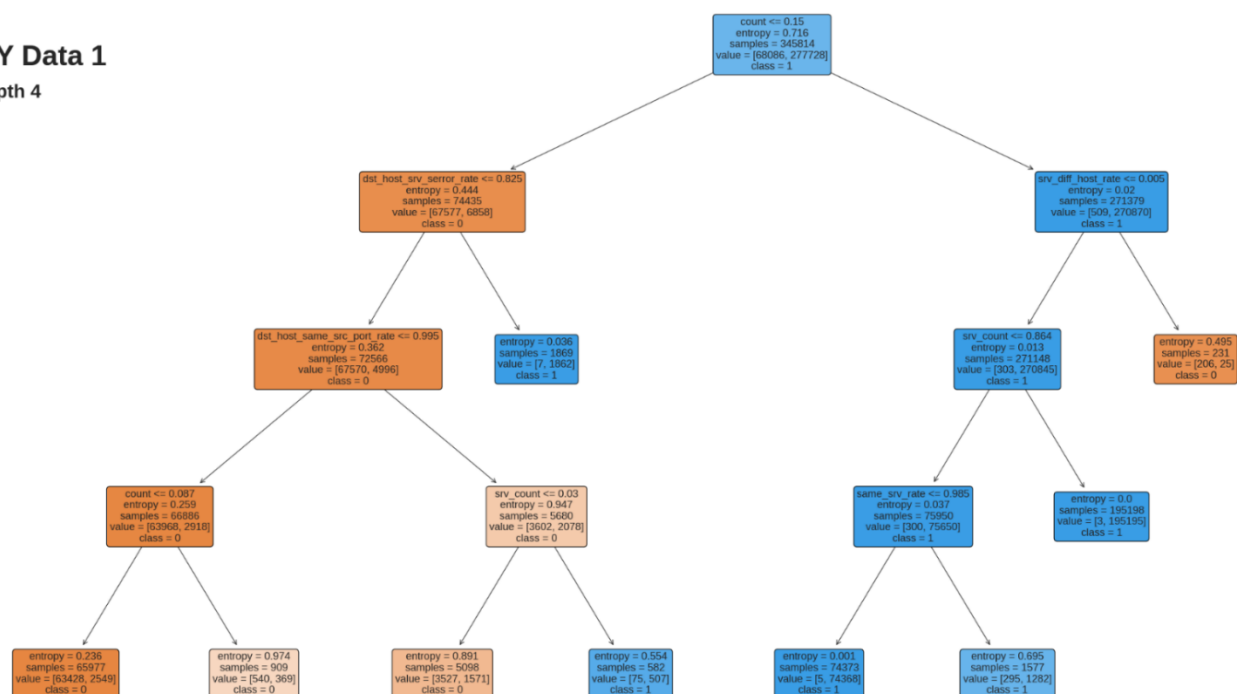 Y Data 1
pth 4
count <= 0.15
entropy = 0.716
samples = 345814
value = [68086, 277728]
class = 1
dst_host_srv_serror_rate <= 0.825
entropy = 0.444
samples = 74435
value = [67577, 6858]
class = 0
srv_diff_host_rate <= 0.005
entropy = 0.02
samples = 271379
value = [509, 270870]
class = 1
dst_host_same_src_port_rate <= 0.995
entropy = 0.362
samples = 72566
value = [67570, 4996]
class = 0
entropy = 0.036
samples = 1869
value = [7, 1862]
class = 1
srv_count <= 0.864
entropy = 0.013
samples = 271148
value = [303, 270845]
class = 1
entropy = 0.495
samples = 231
value = [206, 25]
class = 0
count <= 0.087
entropy = 0.259
samples = 66886
value = [63968, 2918]
class = 0
srv_count <= 0.03
entropy = 0.947
samples = 5680
value = [3602, 2078]
class = 0
same_srv_rate <= 0.985
entropy = 0.037
samples = 75950
value = [300, 75650]
class = 1
entropy = 0.0
samples = 195198
value = [3, 195195]
class = 1
entropy = 0.236
samples = 65977
value = [63428, 2549]
class = 0
entropy = 0.974
samples = 909
value = [540, 369]
class = 0
entropy = 0.891
samples = 5098
value = [3527, 1571]
class = 0
entropy = 0.554
samples = 582
value = [75, 507]
class = 1
entropy = 0.001
samples = 74373
value = [5, 74368]
class = 1
entropy = 0.695
samples = 1577
value = [295, 1282]
class = 1